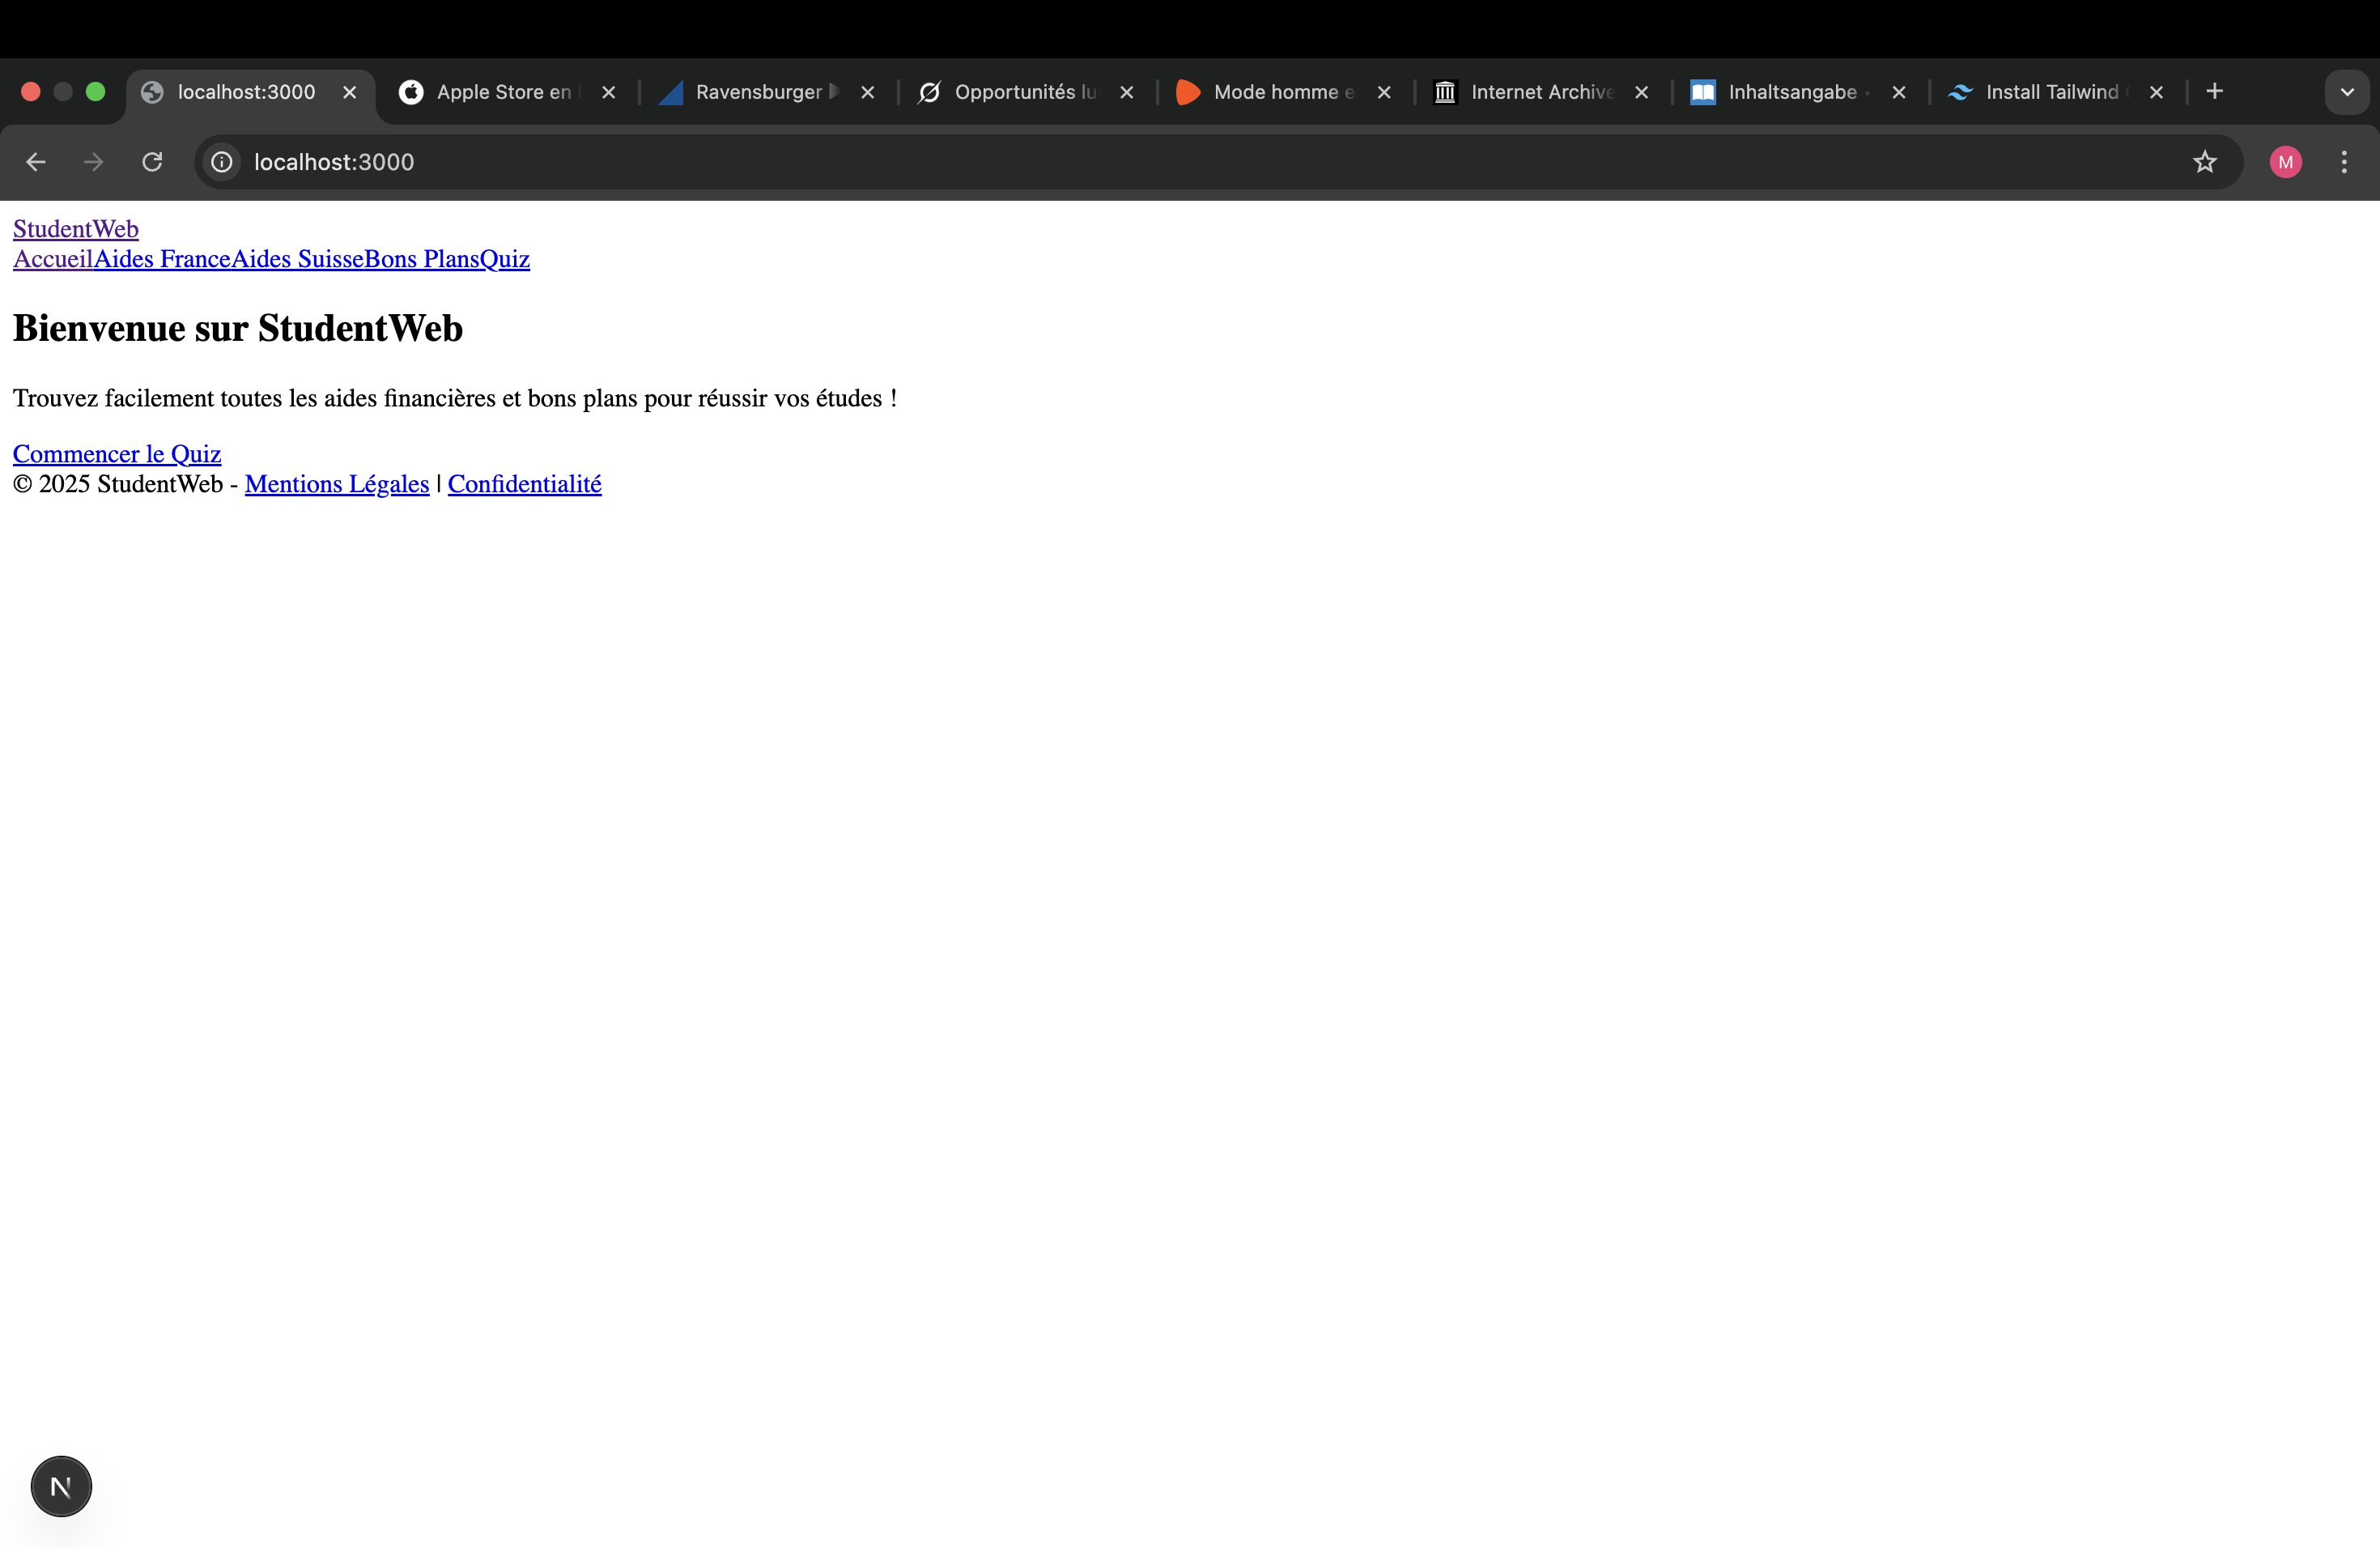 localhost:3000
Apple Store en
Ravensburger
Opportunités lu
Mode homme e
Internet Archive
Inhaltsangabe
Install Tailwind
localhost:3000
M
StudentWeb
AccueilAides FranceAides SuisseBons PlansQuiz
Bienvenue sur StudentWeb
Trouvez facilement toutes les aides financières et bons plans pour réussir vos études !
Commencer le Quiz
© 2025 StudentWeb - Mentions Légales | Confidentialité
N